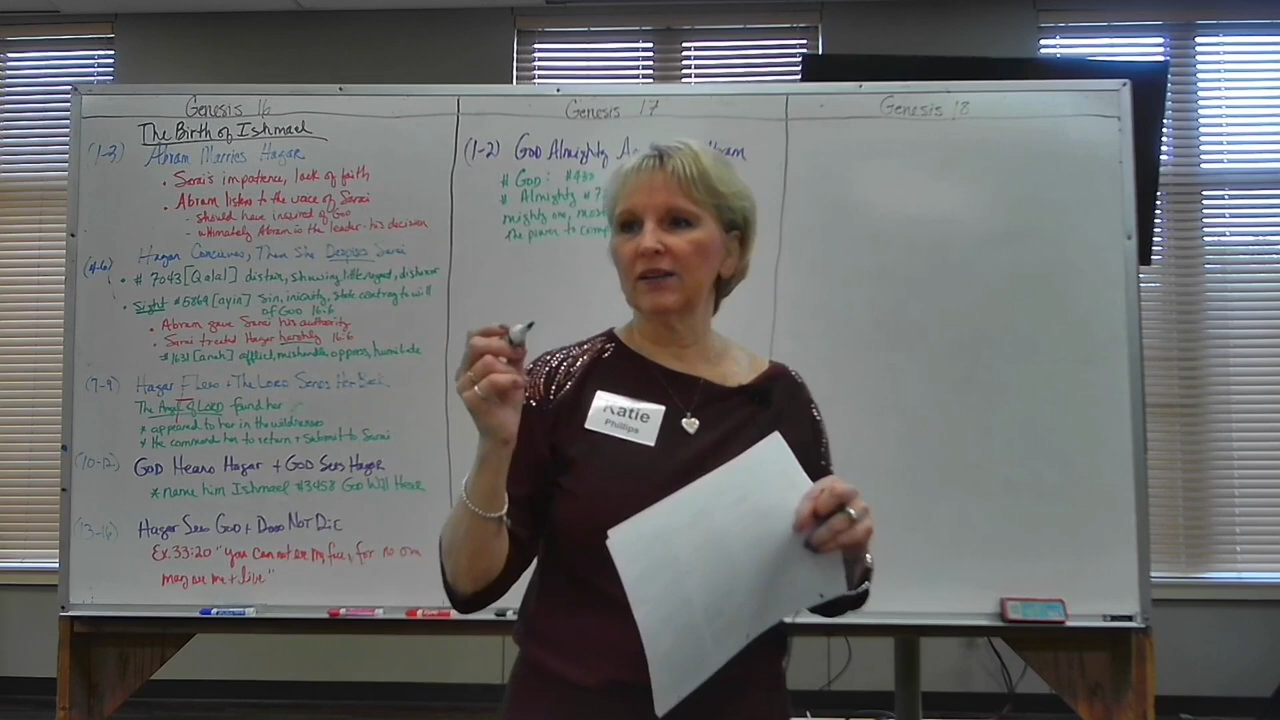 Genesis 16
The Birth of Ishmael
(1-3) Abram Marries Hagar
• Sarai's impatience, lack of faith
• Abram listen to the voice of Sarai
- should have inquired of God
- ultimately Abram is the leader - his decision
(4-6) Hagar Conceives, Then She Despises Sarai
• # 7043 [Qalal] distain, showing little regard, dishonor
• Sight #5869 [ayin] sin, iniquity, state contrary to will
of God 16:6
• Abram gave Sarai his authority
• Sarai treated Hagar harshly 16:6
[anah] afflict, mishandle, oppress, humiliate
(7-9) Hagar Flees + The LORD Sends Her Back
The Angel of LORD found her
* appeared to her in the wilderness
* He command her to return + submit to Sarai
(10-12) GOD Hears Hagar + GOD Sees Hagar
* name him Ishmael #3458 God Will Hear
(13-16) Hagar Sees GOD + Does NOT DIE
Ex. 33:20 "you can not see My face, for no one
may see me + live"
Genesis 17
(1-2) GOD Almighty
# God: #430
# Almighty #7
mighty one, most
the power to
Genesis 18
Katie
Phillips